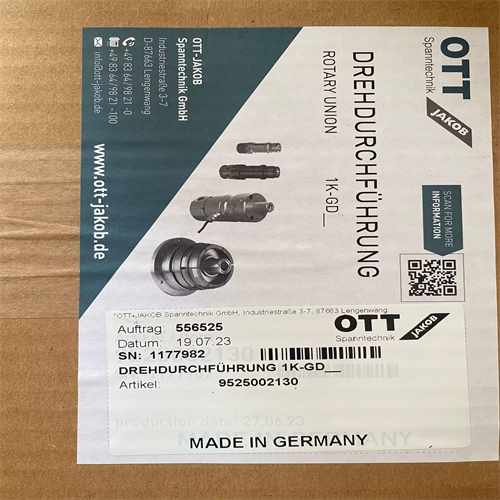 OTT-JAKOB
Spanntechnik GmbH
Industriestraße 3-7
D-87663 Lengenwang
+49 83 64/98 21-0
+49 83 64/98 21-100
info@ott-jakob.de
www.ott-jakob.de
OTT
JAKOB
Spanntechnik
DREHDURCHFÜHRUNG
ROTARY UNION
1K-GD__
SCAN FOR MORE
INFORMATION
*OTT-JAKOB Spanntechnik GmbH, Industriestraße 3-7, 87663 Lengenwang
Auftrag: 556525
Datum: 19.07.23
SN: 1177982
OTT
JAKOB
Spanntechnik
DREHDURCHFÜHRUNG 1K-GD__
Artikel: 9525002130
production date: 27.06.23
MADE IN GERMANY